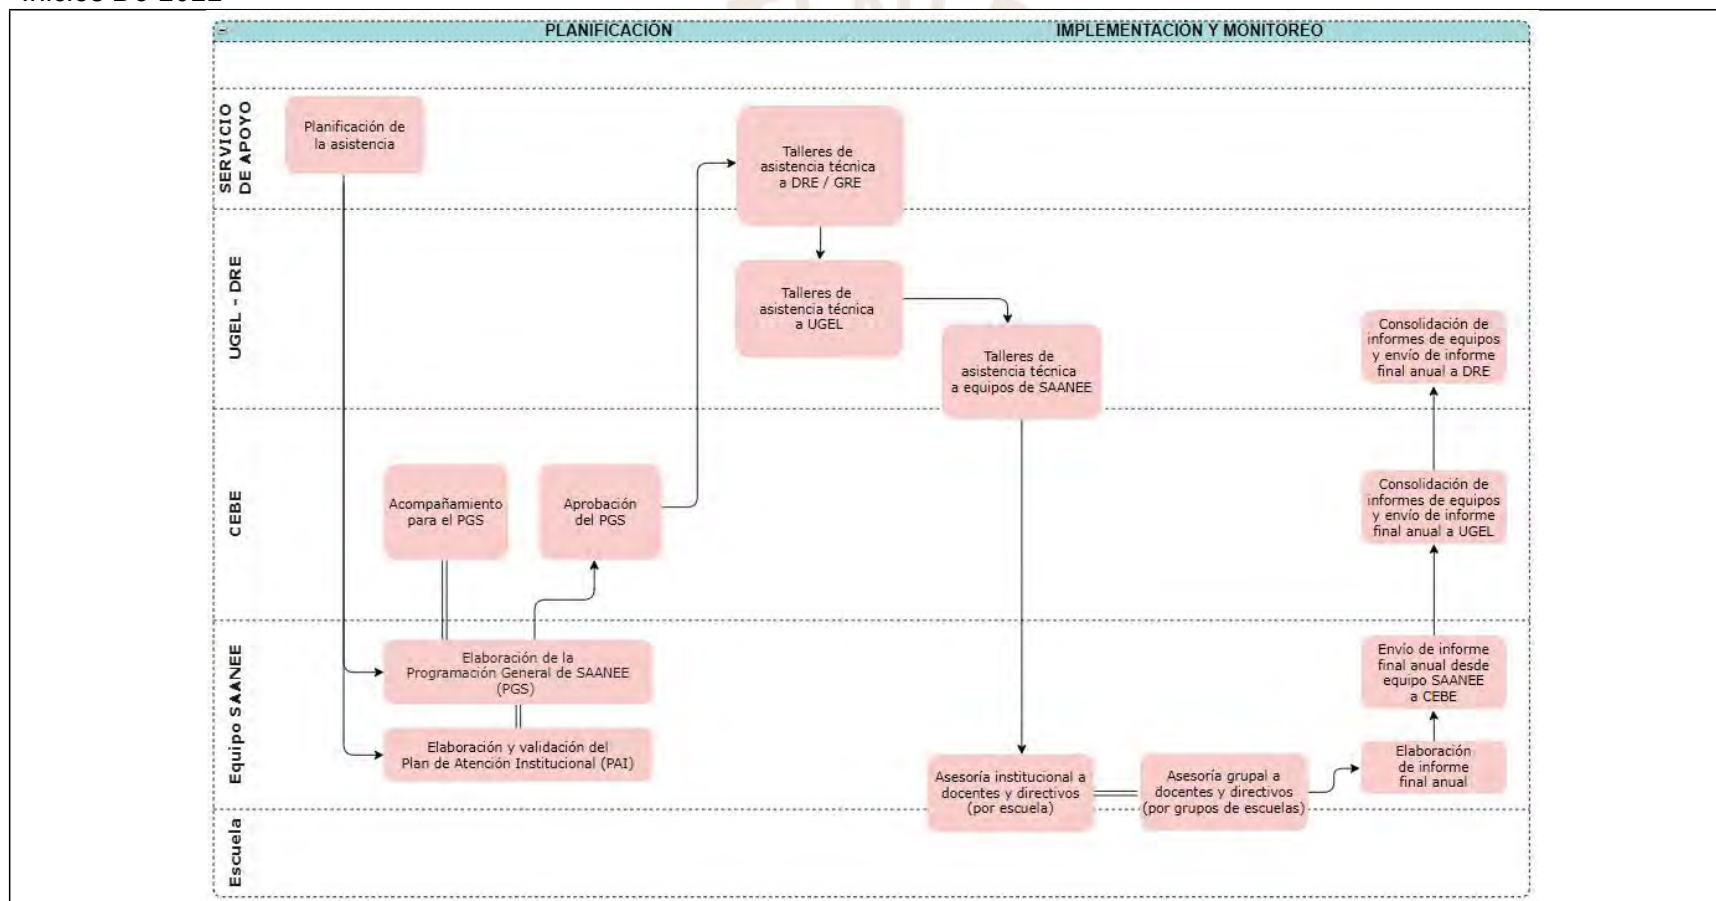 PLANIFICACIÓN
IMPLEMENTACIÓN Y MONITOREO
SERVICIO
DE APOYO
Planificación de
la asistencia
Talleres de
asistencia técnica
a DRE / GRE
UGEL - DRE
Talleres de
asistencia técnica
a UGEL
Talleres de
asistencia técnica
a equipos de SAANEE
Consolidación de
informes de equipos
y envío de informe
final anual a DRE
CEBE
Acompañamiento
para el PGS
Aprobación
del PGS
Consolidación de
informes de equipos
y envío de informe
final anual a UGEL
Equipo SAANEE
Elaboración de la
Programación General de SAANEE
(PGS)
Elaboración y validación del
Plan de Atención Institucional (PAI)
Envío de informe
final anual desde
equipo SAANEE
a CEBE
Elaboración
de informe
final anual
Asesoría institucional a
docentes y directivos
(por escuela)
Asesoría grupal a
docentes y directivos
(por grupos de escuelas)
Escuela